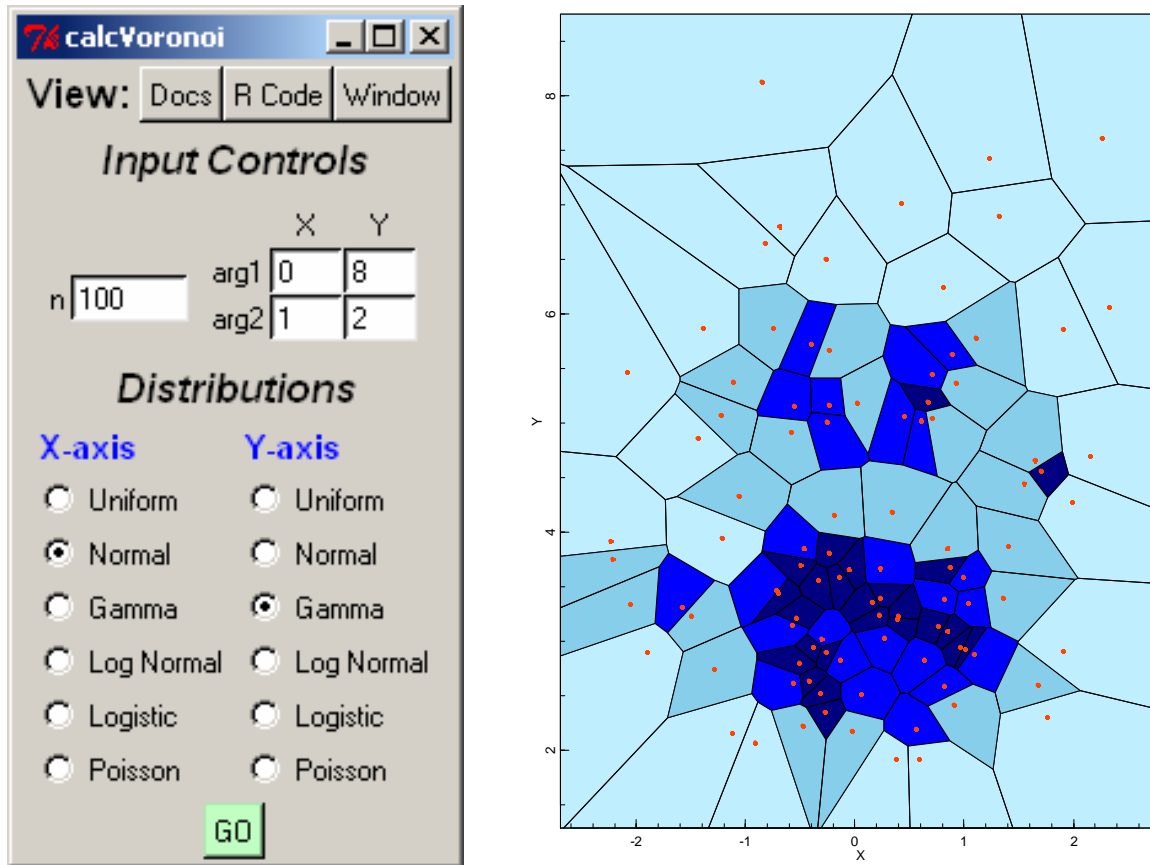 calcVoronoi
View: Docs R Code Window
Input Controls
X Y
n 100
arg1 0 8
arg2 1 2
Distributions
X-axis Y-axis
Uniform Uniform
Normal Normal
Gamma Gamma
Log Normal Log Normal
Logistic Logistic
Poisson Poisson
GO
8
6
4
2
Y
-2 -1 0 1 2
X